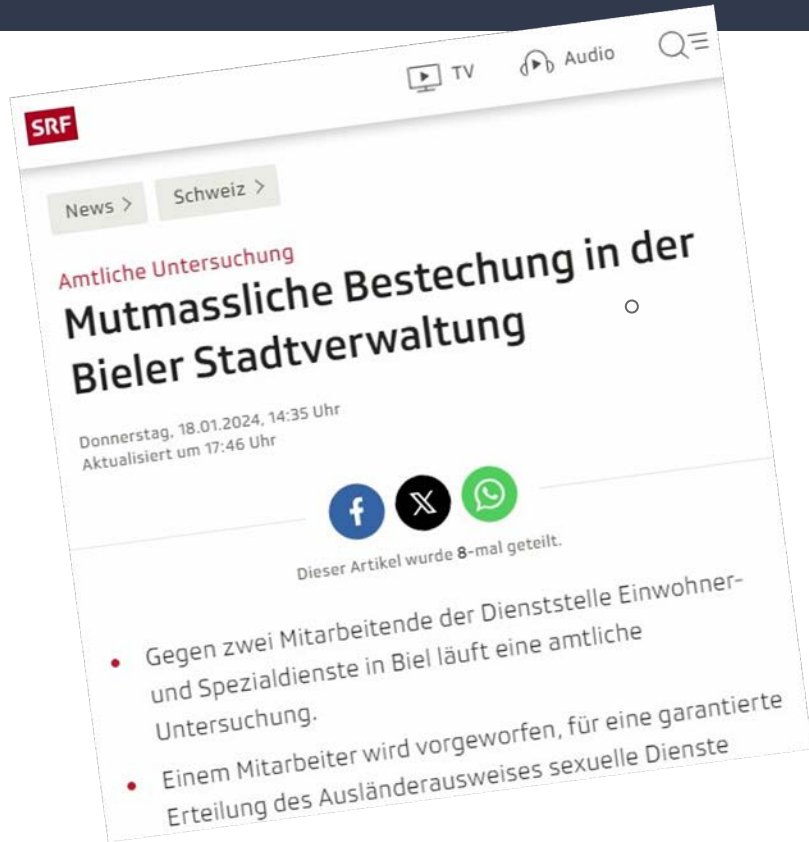 TV
Audio
SRF
News >
Schweiz >
Amtliche Untersuchung
Mutmassliche Bestechung in der
Bieler Stadtverwaltung
Donnerstag, 18.01.2024, 14:35 Uhr
Aktualisiert um 17:46 Uhr
Dieser Artikel wurde 8-mal geteilt.
• Gegen zwei Mitarbeitende der Dienststelle Einwohner-
und Spezialdienste in Biel läuft eine amtliche
Untersuchung.
• Einem Mitarbeiter wird vorgeworfen, für eine garantierte
Erteilung des Ausländerausweises sexuelle Dienste